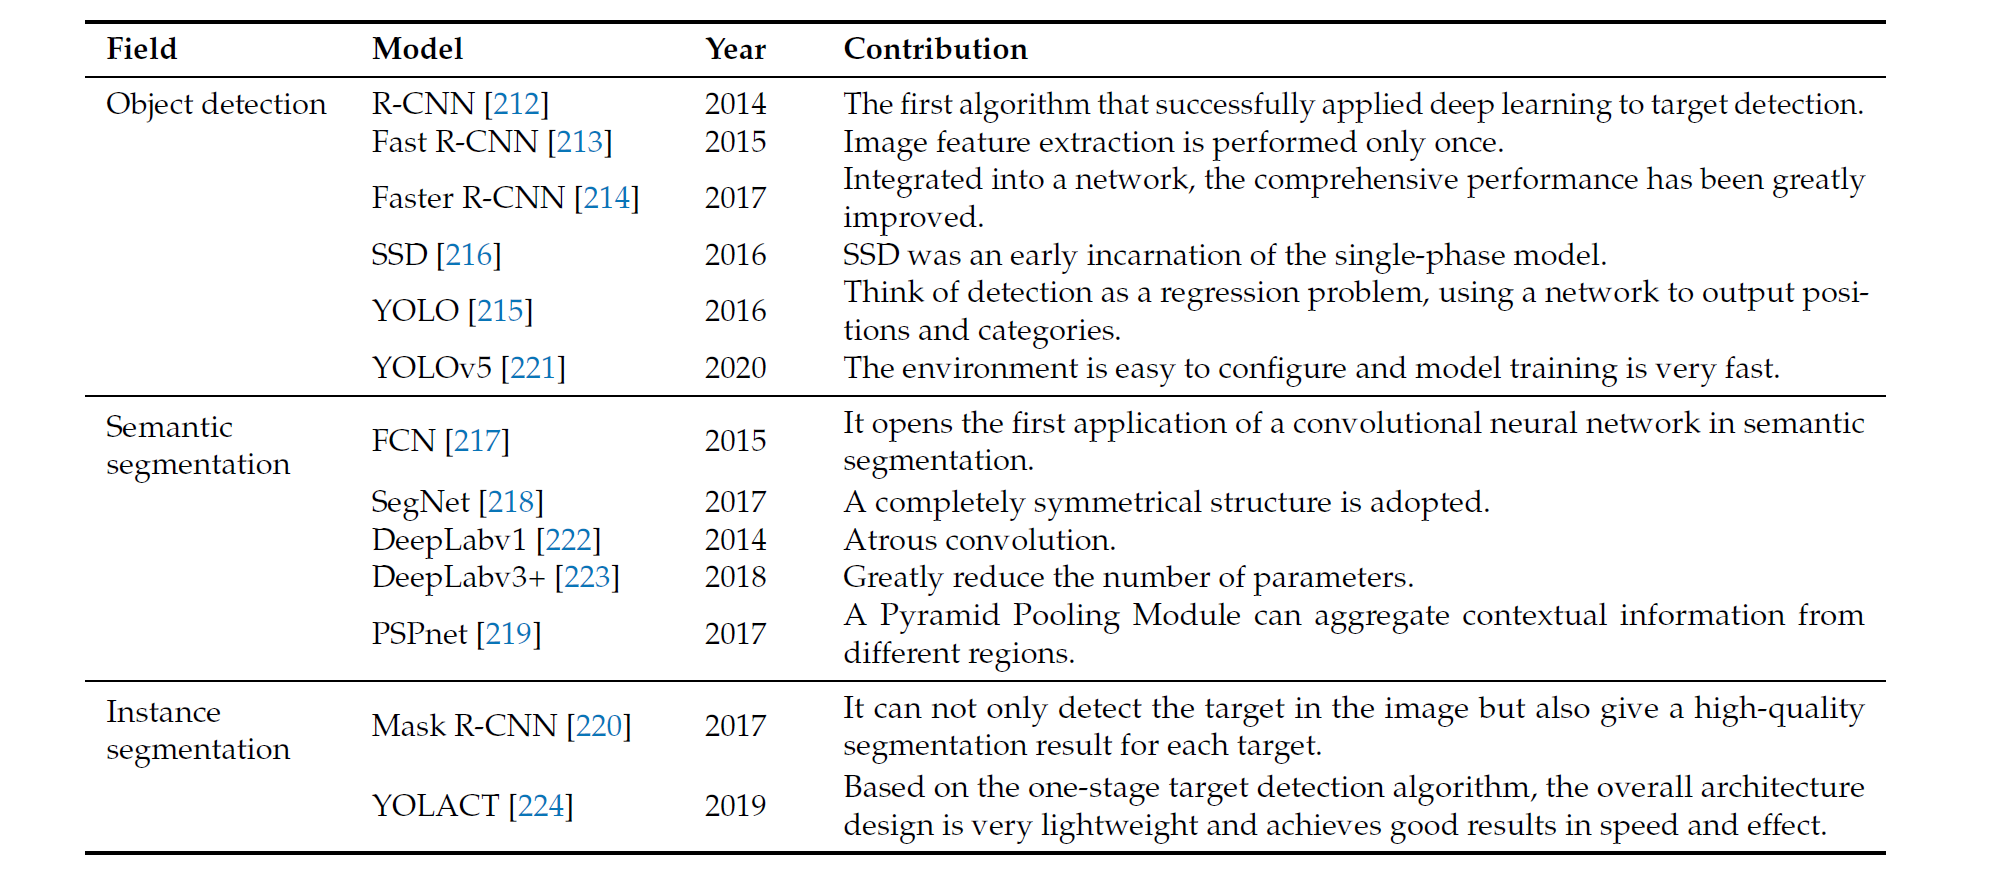 Field Model Year Contribution
Object detection R-CNN [212] 2014 The first algorithm that successfully applied deep learning to target detection.
Fast R-CNN [213] 2015 Image feature extraction is performed only once.
Faster R-CNN [214] 2017 Integrated into a network, the comprehensive performance has been greatly
improved.
SSD [216] 2016 SSD was an early incarnation of the single-phase model.
YOLO [215] 2016 Think of detection as a regression problem, using a network to output posi-
tions and categories.
YOLOv5 [221] 2020 The environment is easy to configure and model training is very fast.
Semantic
segmentation FCN [217] 2015 It opens the first application of a convolutional neural network in semantic
segmentation.
SegNet [218] 2017 A completely symmetrical structure is adopted.
DeepLabv1 [222] 2014 Atrous convolution.
DeepLabv3+ [223] 2018 Greatly reduce the number of parameters.
PSPnet [219] 2017 A Pyramid Pooling Module can aggregate contextual information from
different regions.
Instance
segmentation Mask R-CNN [220] 2017 It can not only detect the target in the image but also give a high-quality
segmentation result for each target.
YOLACT [224] 2019 Based on the one-stage target detection algorithm, the overall architecture
design is very lightweight and achieves good results in speed and effect.